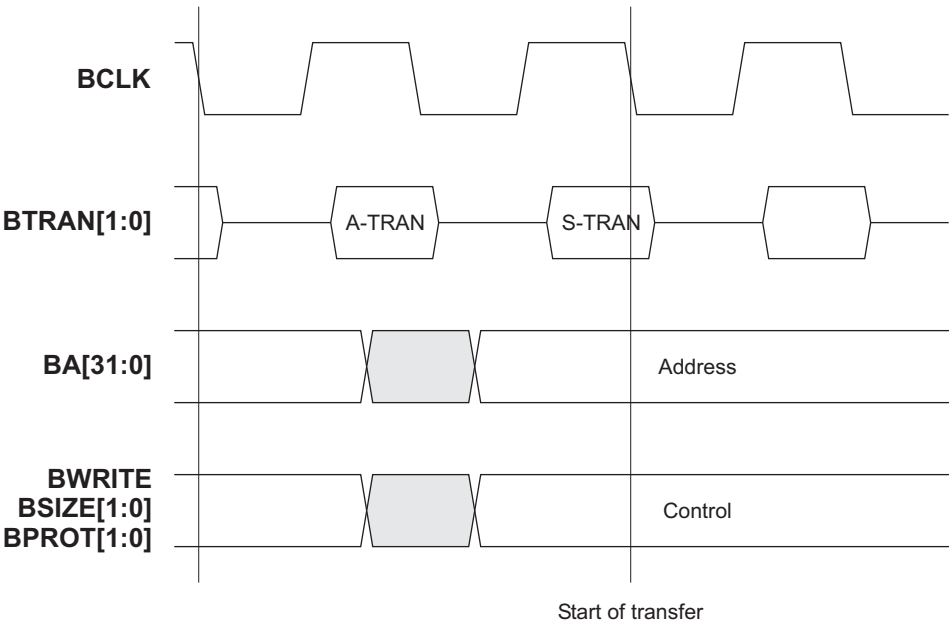 BCLK
BTRAN[1:0]
A-TRAN
S-TRAN
BA[31:0]
Address
BWRITE
BSIZE[1:0]
BPROT[1:0]
Control
Start of transfer